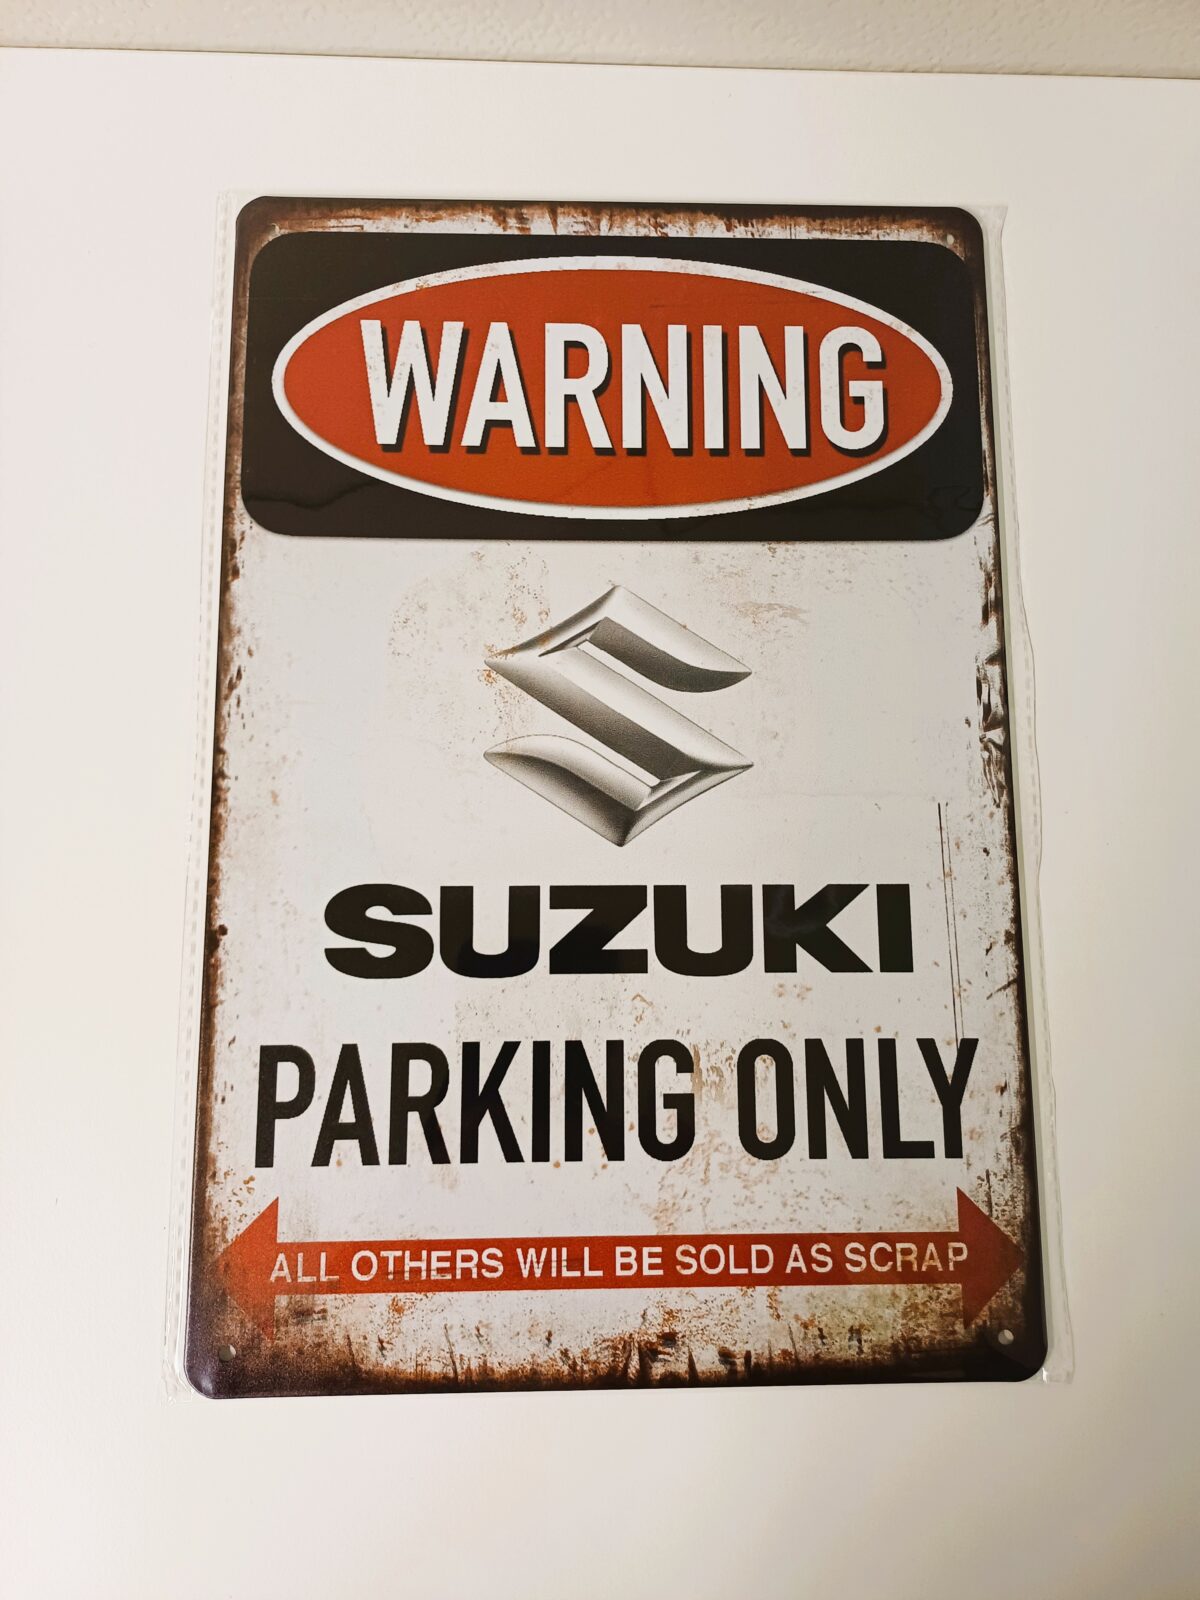 WARNING
SUZUKI
PARKING ONLY
ALL OTHERS WILL BE SOLD AS SCRAP